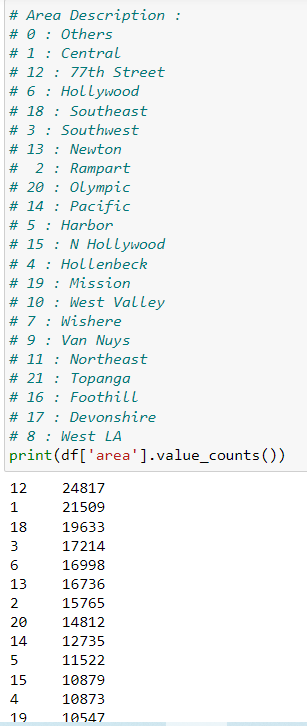 # Area Description :
# 0 : Others
# 1 : Central
# 12 : 77th Street
# 6 : Hollywood
# 18 : Southeast
# 3 : Southwest
# 13 : Newton
#  2 : Rampart
# 20 : Olympic
# 14 : Pacific
# 5 : Harbor
# 15 : N Hollywood
# 4 : Hollenbeck
# 19 : Mission
# 10 : West Valley
# 7 : Wishere
# 9 : Van Nuys
# 11 : Northeast
# 21 : Topanga
# 16 : Foothill
# 17 : Devonshire
# 8 : West LA
print(df['area'].value_counts())
12    24817
1     21509
18    19633
3     17214
6     16998
13    16736
2     15765
20    14812
14    12735
5     11522
15    10879
4     10873
19    10547